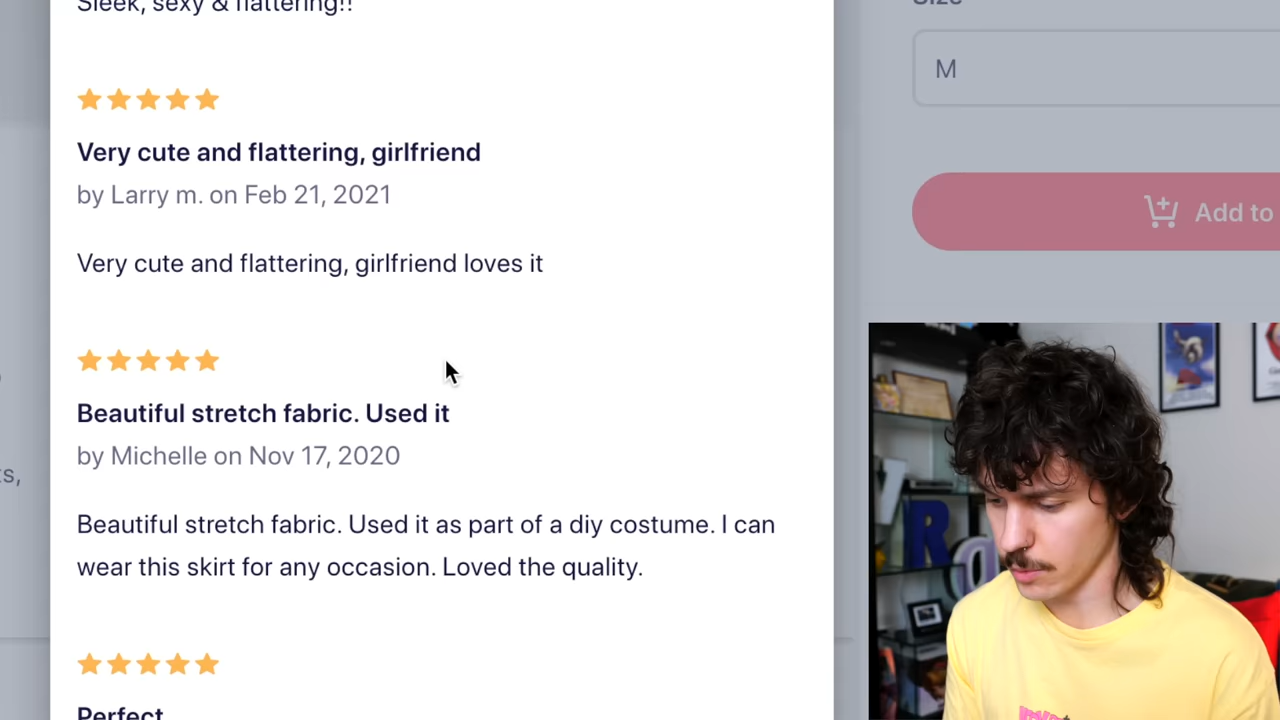 Sleek, sexy & flattering!!
Size
M
Very cute and flattering, girlfriend
by Larry m. on Feb 21, 2021
Add to
Very cute and flattering, girlfriend loves it
Beautiful stretch fabric. Used it
by Michelle on Nov 17, 2020
ts,
Beautiful stretch fabric. Used it as part of a diy costume. I can
wear this skirt for any occasion. Loved the quality.
Perfect